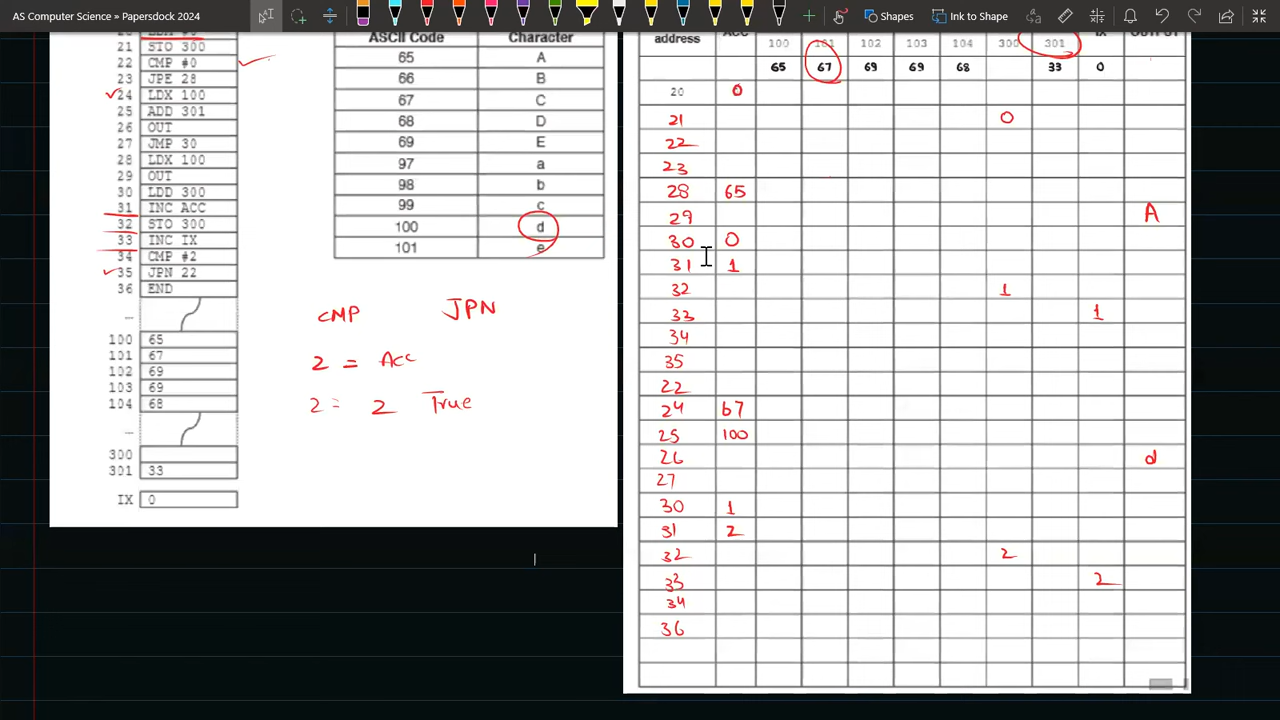 AS Computer Science » Papersdock 2024
Shapes
Ink to Shape
21 STO 300
22 CMP #0
23 JPE 28
24 LDX 100
25 ADD 301
26 OUT
27 JMP 30
28 LDX 100
29 OUT
30 LDD 300
31 INC ACC
32 STO 300
33 INC IX
34 CMP #2
35 JPN 22
36 END
100 65
101 67
102 69
103 69
104 68
300
301 33
IX 0
ASCII Code Character
65 A
66 B
67 C
68 D
69 E
97 a
98 b
99 c
100 d
101 e
CMP JPN
2 = Acc
2 = 2 True
address ACC 100 101 102 103 104 300 301 IX OUTPUT
65 67 69 69 68 33 0
20 0
21 0
22
23
28 65
29 A
30 0
31 1
32 1
33 1
34
35
22
24 67
25 100
26 d
27
30 1
31 2
32 2
33 2
34
36